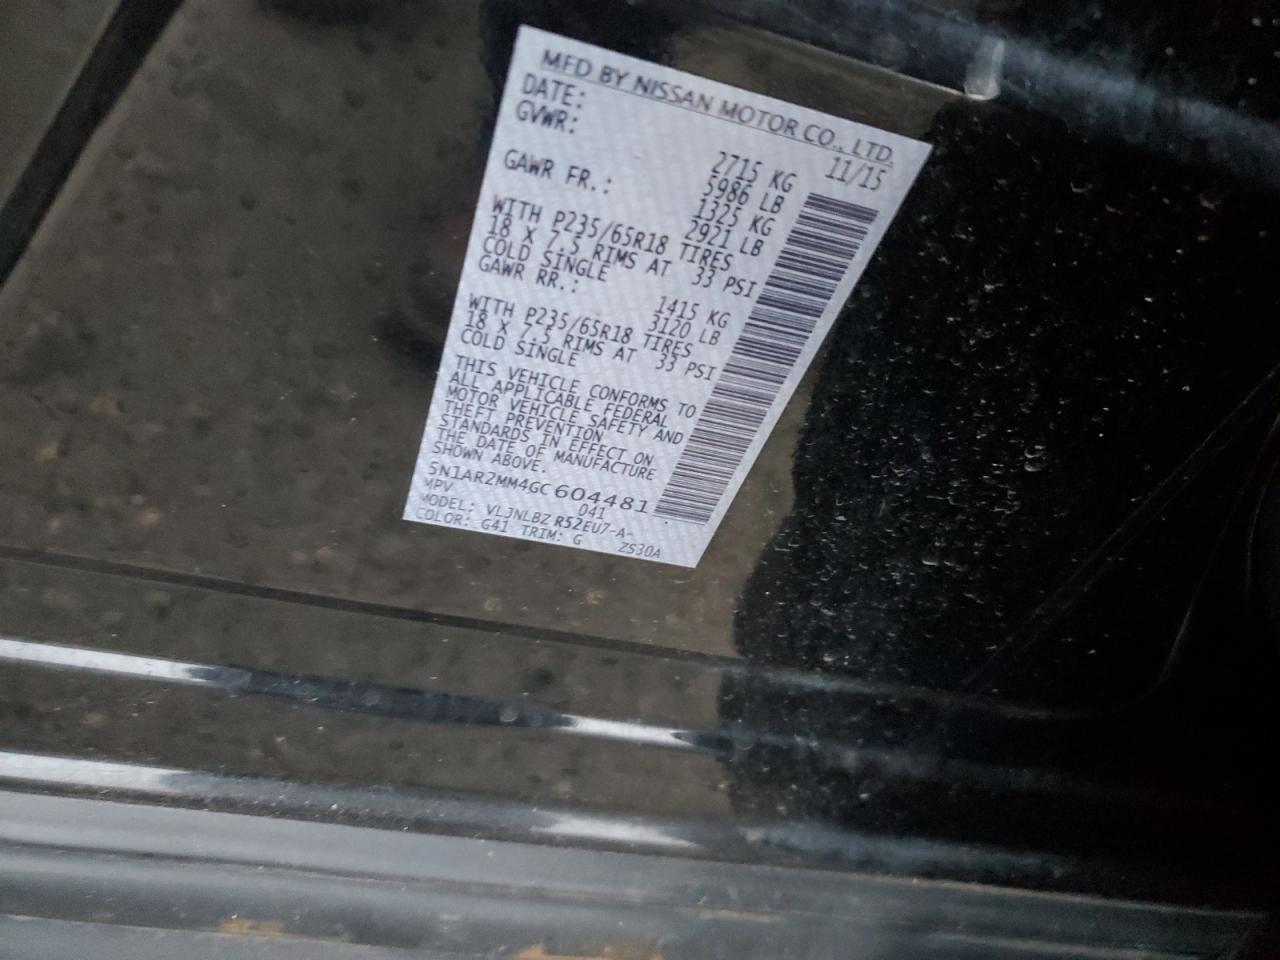 MFD BY NISSAN MOTOR CO., LTD.
DATE: 11/15
GVWR: 2715 KG
5986 LB
GAWR FR.: 1325 KG
2921 LB
WITH P235/65R18 TIRES
18 X 7.5 RIMS AT 33 PSI
COLD SINGLE
GAWR RR.: 1415 KG
3120 LB
WITH P235/65R18 TIRES
18 X 7.5 RIMS AT 33 PSI
COLD SINGLE
THIS VEHICLE CONFORMS TO
ALL APPLICABLE FEDERAL
MOTOR VEHICLE SAFETY AND
THEFT PREVENTION
STANDARDS IN EFFECT ON
THE DATE OF MANUFACTURE
SHOWN ABOVE.
5N1AR2MM4GC604481
MPV 041
MODEL: VLJNLBZ R52EU7-A-
COLOR: G41 TRIM: G ZS30A